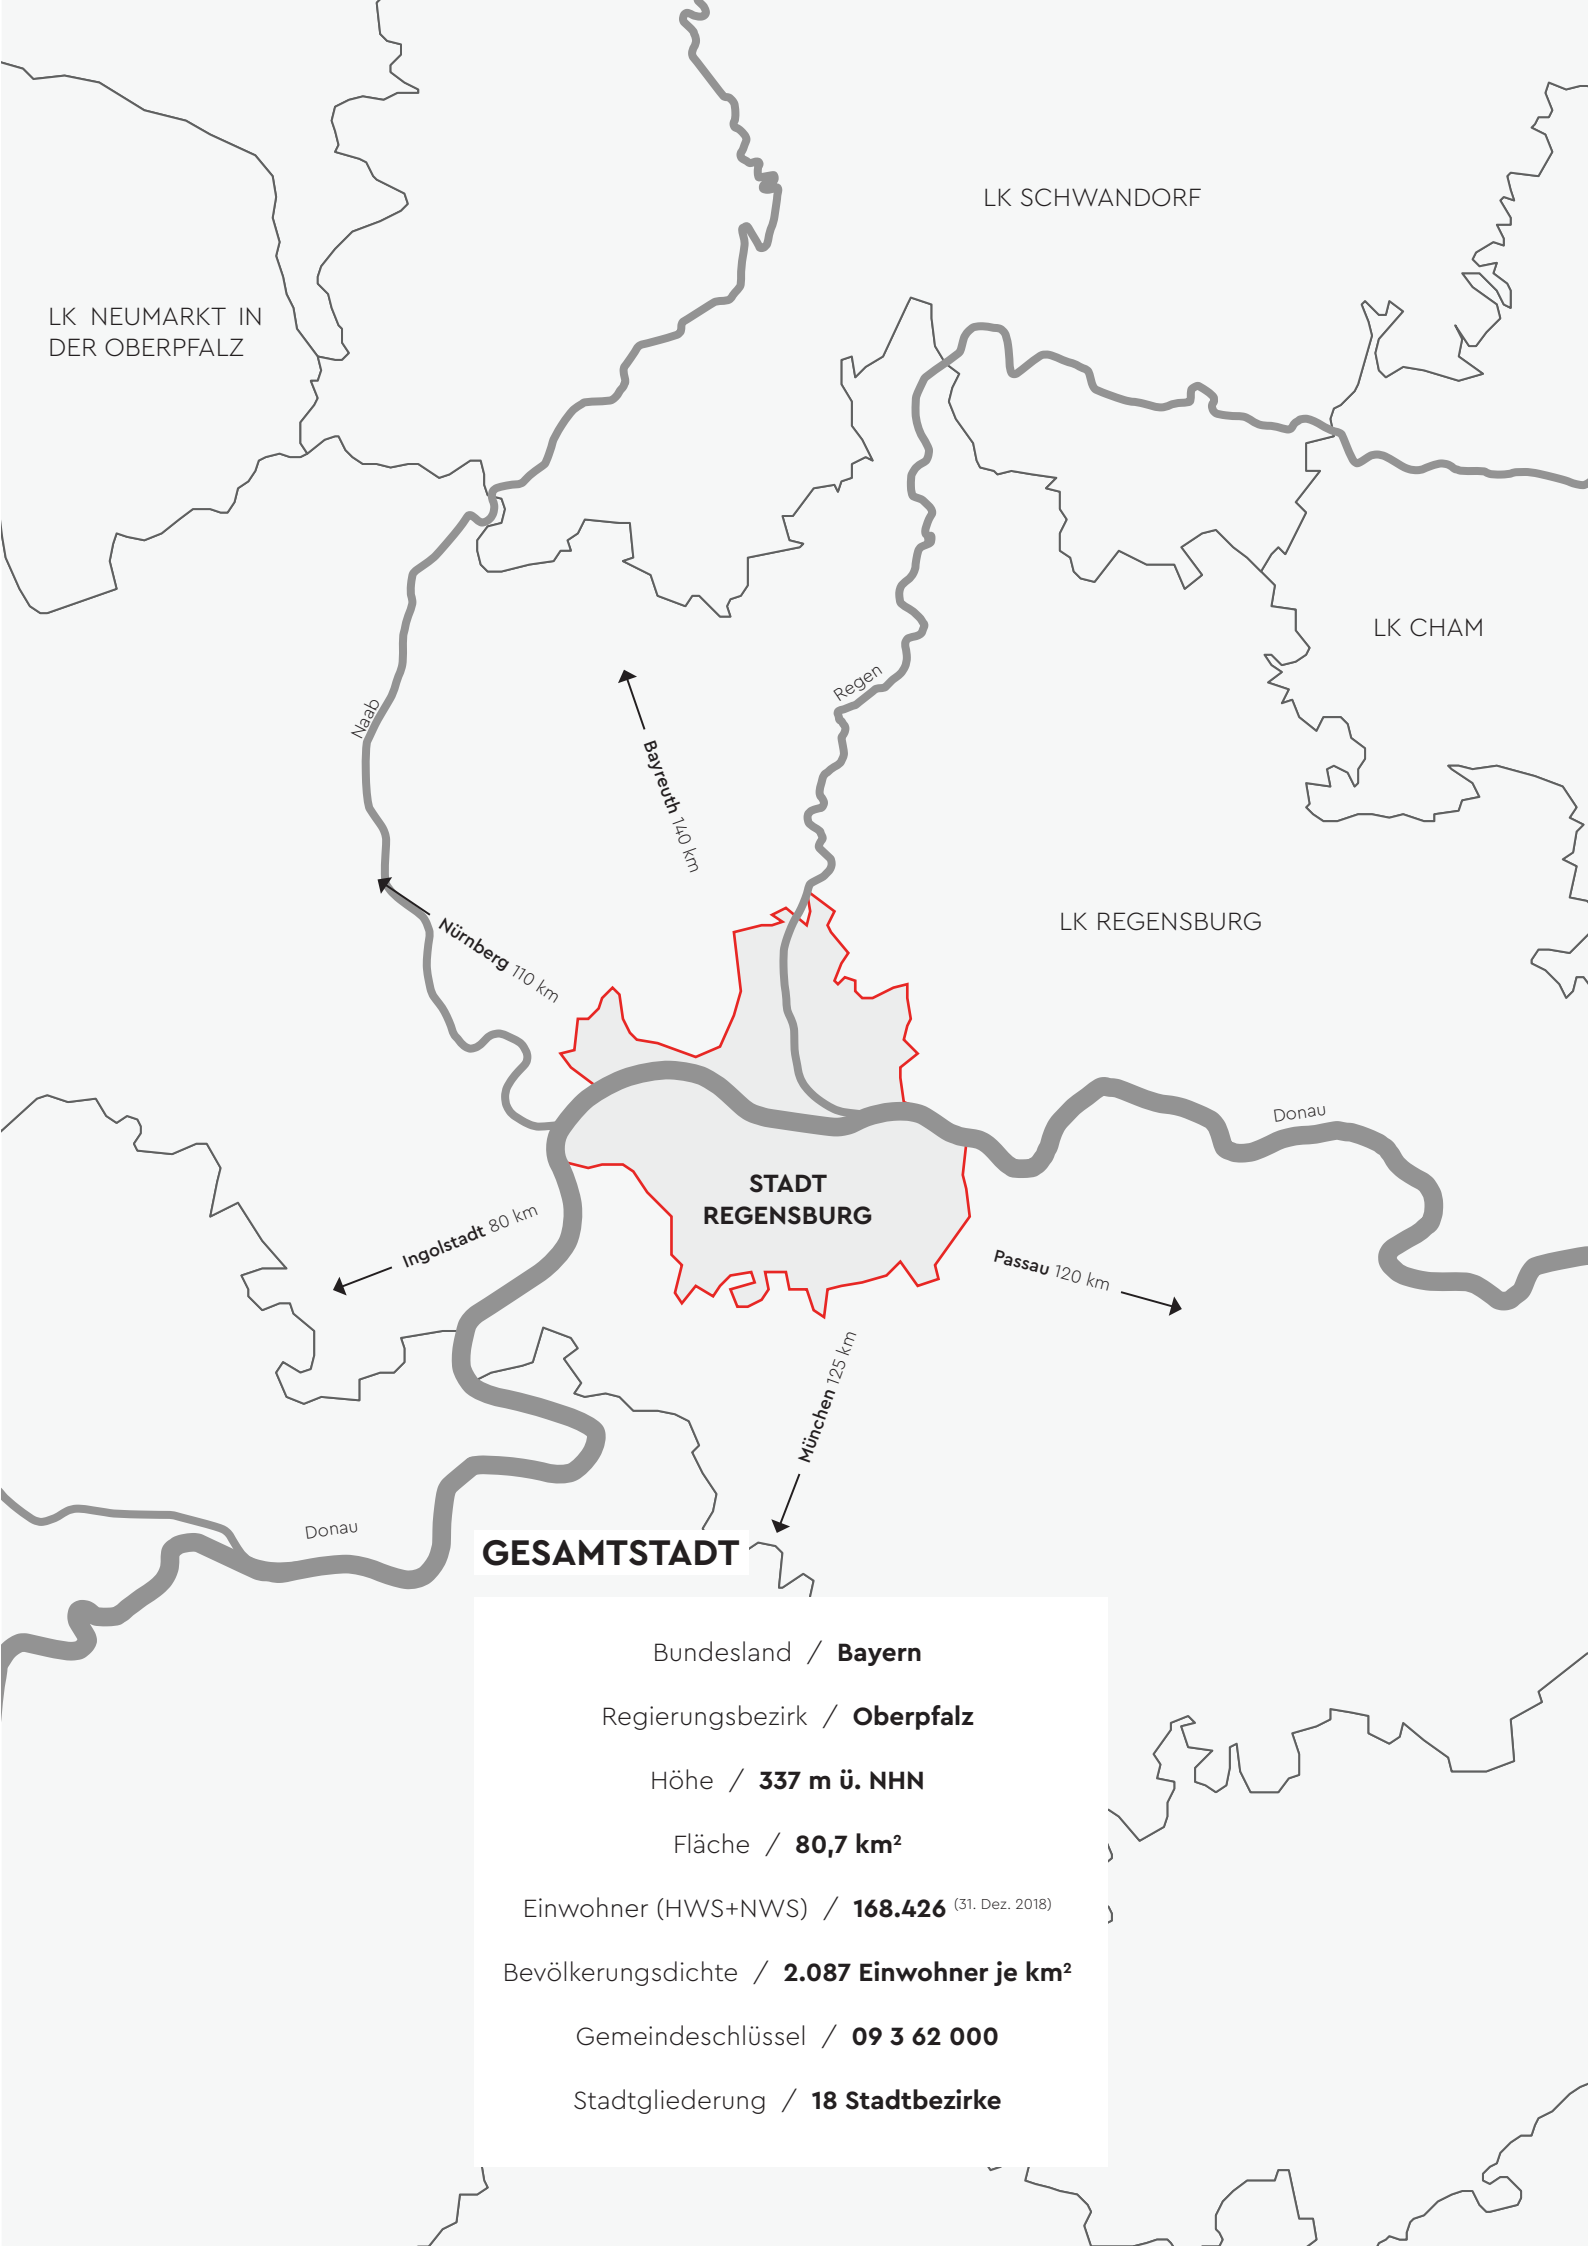 LK SCHWANDORF
LK NEUMARKT IN
DER OBERPFALZ
LK CHAM
Naab
Regen
Bayreuth 140 km
LK REGENSBURG
Nürnberg 110 km
Donau
STADT
REGENSBURG
Ingolstadt 80 km
Passau 120 km
München 125 km
Donau
GESAMTSTADT
Bundesland / Bayern
Regierungsbezirk / Oberpfalz
Höhe / 337 m ü. NHN
Fläche / 80,7 km²
Einwohner (HWS+NWS) / 168.426 (31. Dez. 2018)
Bevölkerungsdichte / 2.087 Einwohner je km²
Gemeindeschlüssel / 09 3 62 000
Stadtgliederung / 18 Stadtbezirke